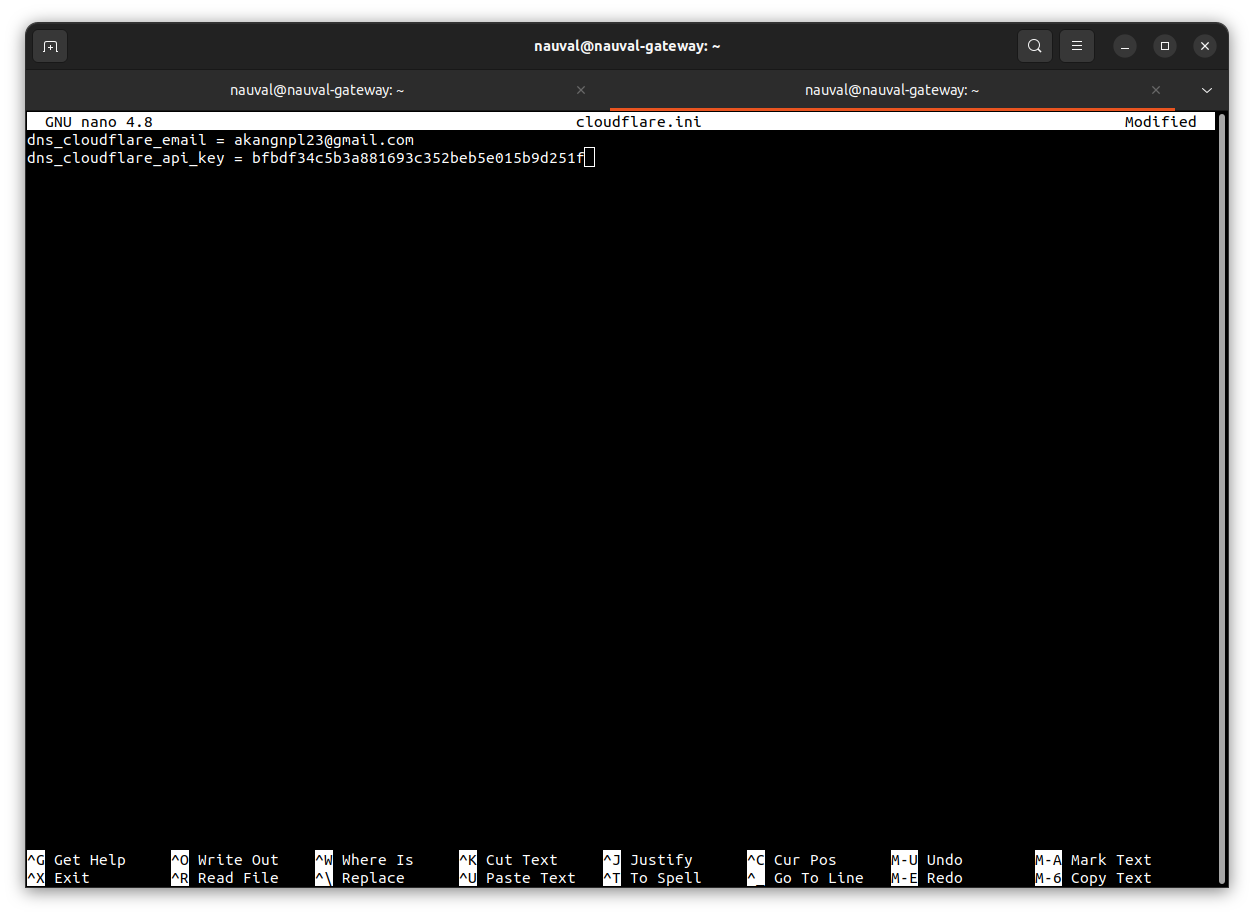 nauval@nauval-gateway: ~
nauval@nauval-gateway: ~
nauval@nauval-gateway: ~
GNU nano 4.8 cloudflare.ini Modified
dns_cloudflare_email = akangnpl23@gmail.com
dns_cloudflare_api_key = bfbdf34c5b3a881693c352beb5e015b9d251f
^G Get Help ^O Write Out ^W Where Is ^K Cut Text ^J Justify ^C Cur Pos M-U Undo M-A Mark Text
^X Exit ^R Read File ^\ Replace ^U Paste Text ^T To Spell ^_ Go To Line M-E Redo M-6 Copy Text